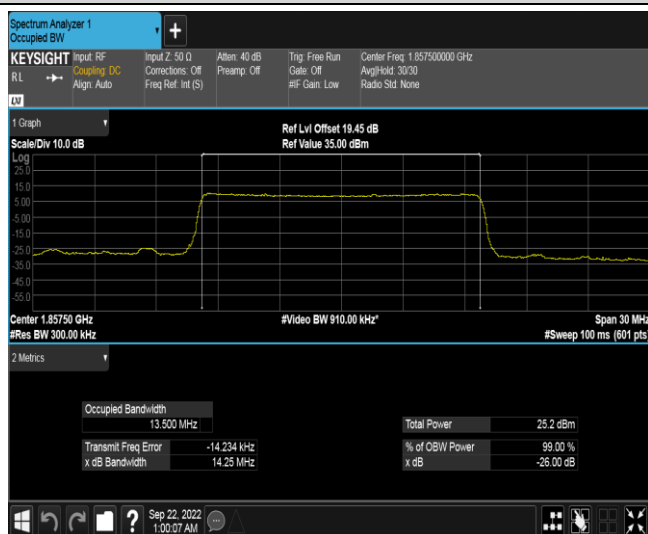 Spectrum Analyzer 1
Occupied BW
+
KEYSIGHT
RL
LXI
Input: RF
Coupling: DC
Align: Auto
Input Z: 50 Ω
Corrections: Off
Freq Ref: Int (S)
Atten: 40 dB
Preamp: Off
Trig: Free Run
Gate: Off
#IF Gain: Low
Center Freq: 1.857500000 GHz
Avg|Hold: 30/30
Radio Std: None
1 Graph
Scale/Div 10.0 dB
Ref Lvl Offset 19.45 dB
Ref Value 35.00 dBm
Log
25.0
15.0
5.00
-5.00
-15.0
-25.0
-35.0
-45.0
-55.0
Center 1.85750 GHz
#Res BW 300.00 kHz
#Video BW 910.00 kHz*
Span 30 MHz
#Sweep 100 ms (601 pts)
2 Metrics
Occupied Bandwidth
13.500 MHz
Transmit Freq Error -14.234 kHz
x dB Bandwidth 14.25 MHz
Total Power 25.2 dBm
% of OBW Power 99.00 %
x dB -26.00 dB
?
Sep 22, 2022
1:00:07 AM